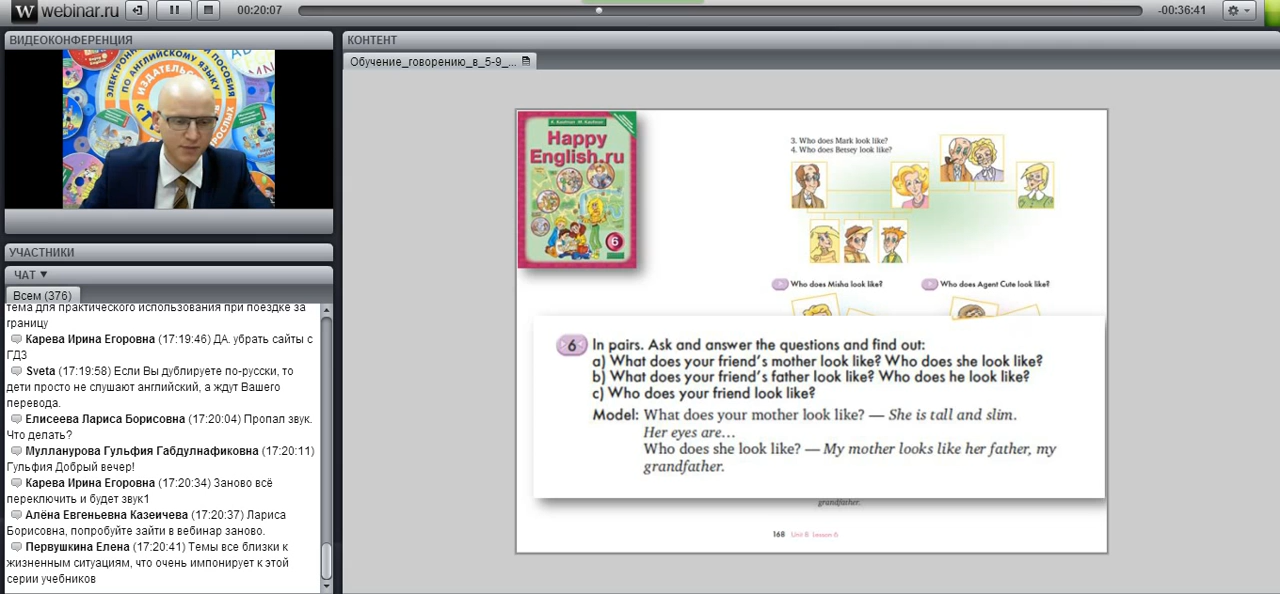 W webinar.ru 00:20:07 -00:36:41
ВИДЕОКОНФЕРЕНЦИЯ
ЭЛЕКТРОННЫЕ
ПОСОБИЯ
ПО АНГЛИЙСКОМУ ЯЗЫКУ
УЧАСТНИКИ
ЧАТ
Всем (376)
тема для практического использования при поездке за
границу
Карева Ирина Егоровна (17:19:46) ДА. убрать сайты с
ГДЗ
Sveta (17:19:58) Если Вы дублируете по-русски, то
дети просто не слушают английский, а ждут Вашего
перевода.
Елисеева Лариса Борисовна (17:20:04) Пропал звук.
Что делать?
Мулланурова Гульфия Габдулнафиковна (17:20:11)
Гульфия Добрый вечер!
Карева Ирина Егоровна (17:20:34) Заново всё
переключить и будет звук1
Алёна Евгеньевна Казенчева (17:20:37) Лариса
Борисовна, попробуйте зайти в вебинар заново.
Первушкина Елена (17:20:41) Темы все близки к
жизненным ситуациям, что очень импонирует к этой
серии учебников
КОНТЕНТ
Обучение_говорению_в_5-9_...
Happy
English.ru
6
3. Who does Mark look like?
4. Who does Betsey look like?
Who does Misha look like? Who does Agent Cute look like?
6 In pairs. Ask and answer the questions and find out:
a) What does your friend's mother look like? Who does she look like?
b) What does your friend's father look like? Who does he look like?
c) Who does your friend look like?
Model: What does your mother look like? — She is tall and slim.
Her eyes are...
Who does she look like? — My mother looks like her father, my
grandfather.
grandfather.
168 Unit 8 Lesson 6